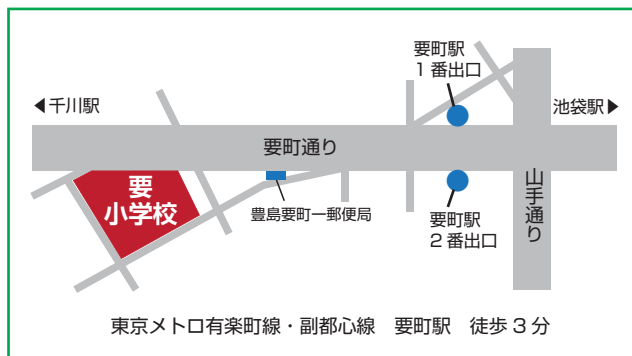 要町駅
1番出口
◀千川駅
池袋駅▶
要町通り
要
小学校
豊島要町一郵便局
要町駅
2番出口
山手通り
東京メトロ有楽町線・副都心線　要町駅　徒歩3分